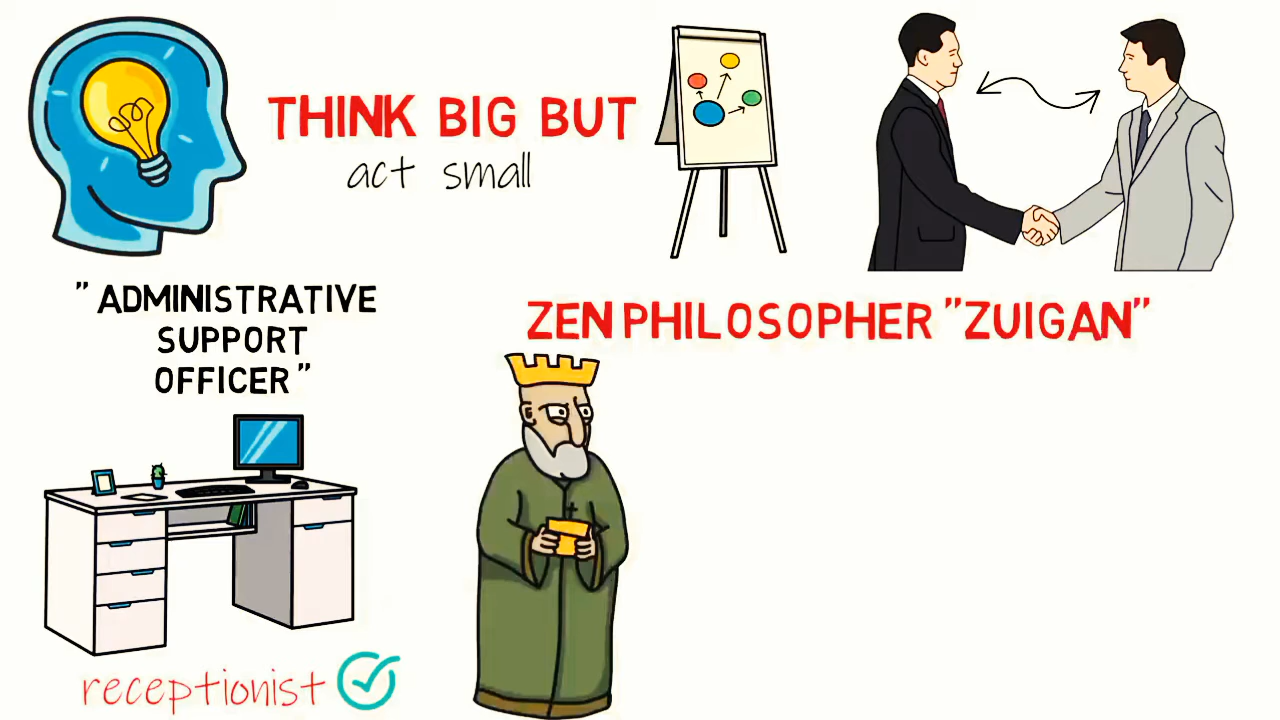 THINK BIG BUT
act small
" ADMINISTRATIVE
SUPPORT
OFFICER "
ZEN PHILOSOPHER "ZUIGAN"
receptionist